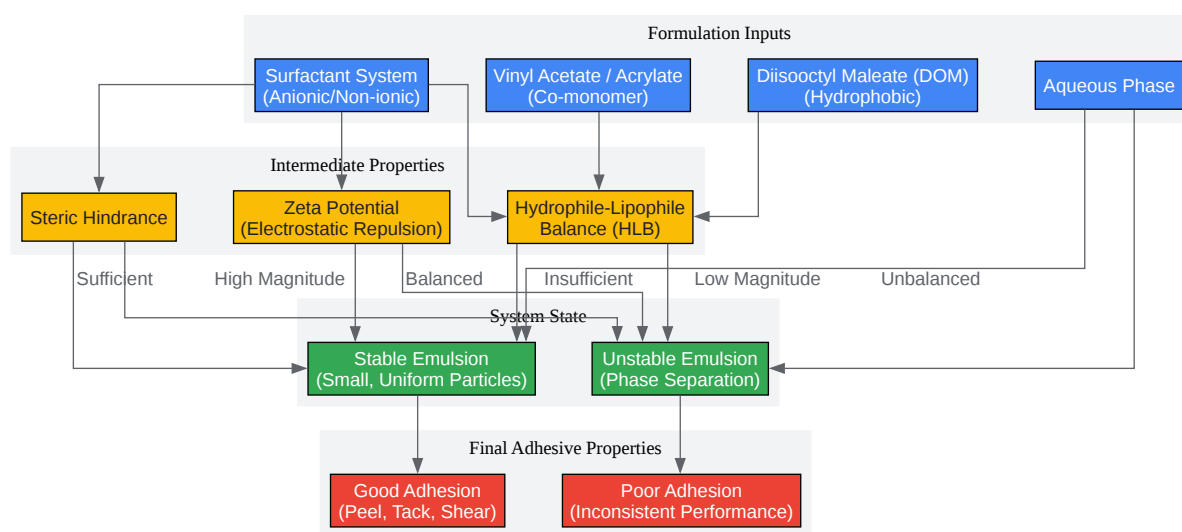 Formulation Inputs
Surfactant System
(Anionic/Non-ionic)
Vinyl Acetate / Acrylate
(Co-monomer)
Diisooctyl Maleate (DOM)
(Hydrophobic)
Aqueous Phase
Intermediate Properties
Steric Hindrance
Zeta Potential
(Electrostatic Repulsion)
Hydrophile-Lipophile
Balance (HLB)
Sufficient
High Magnitude
Balanced
Insufficient
Low Magnitude
Unbalanced
System State
Stable Emulsion
(Small, Uniform Particles)
Unstable Emulsion
(Phase Separation)
Final Adhesive Properties
Good Adhesion
(Peel, Tack, Shear)
Poor Adhesion
(Inconsistent Performance)